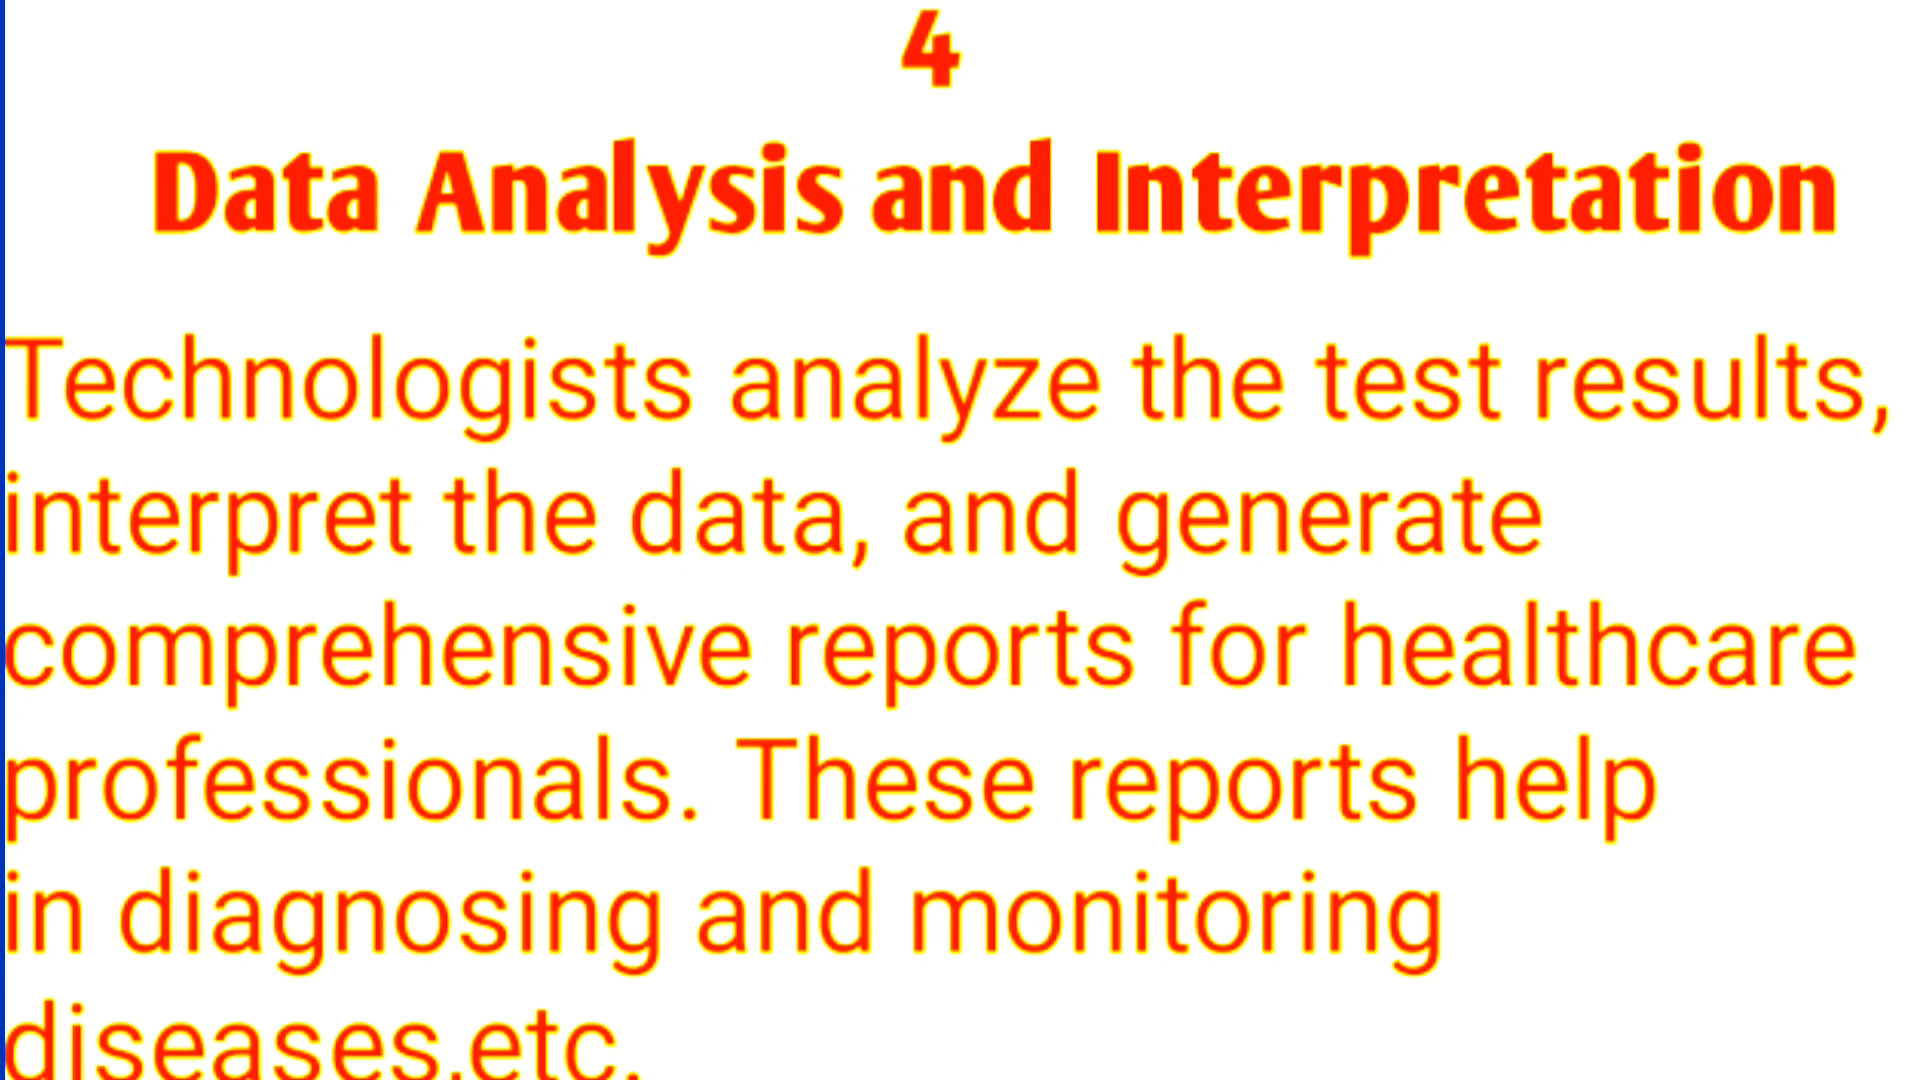 4
Data Analysis and Interpretation
Technologists analyze the test results,
interpret the data, and generate
comprehensive reports for healthcare
professionals. These reports help
in diagnosing and monitoring
diseases.etc.